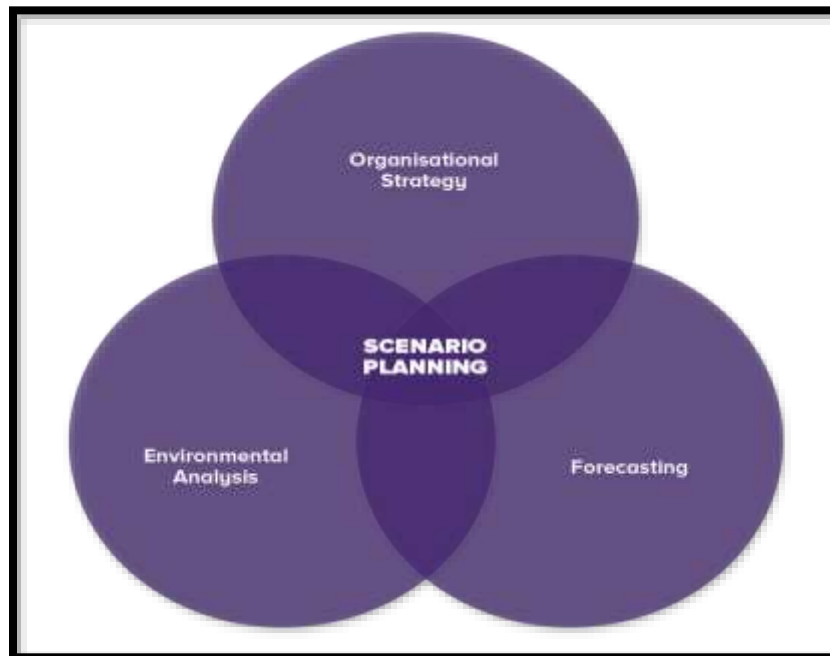 Organisational
Strategy
SCENARIO
PLANNING
Environmental
Analysis
Forecasting